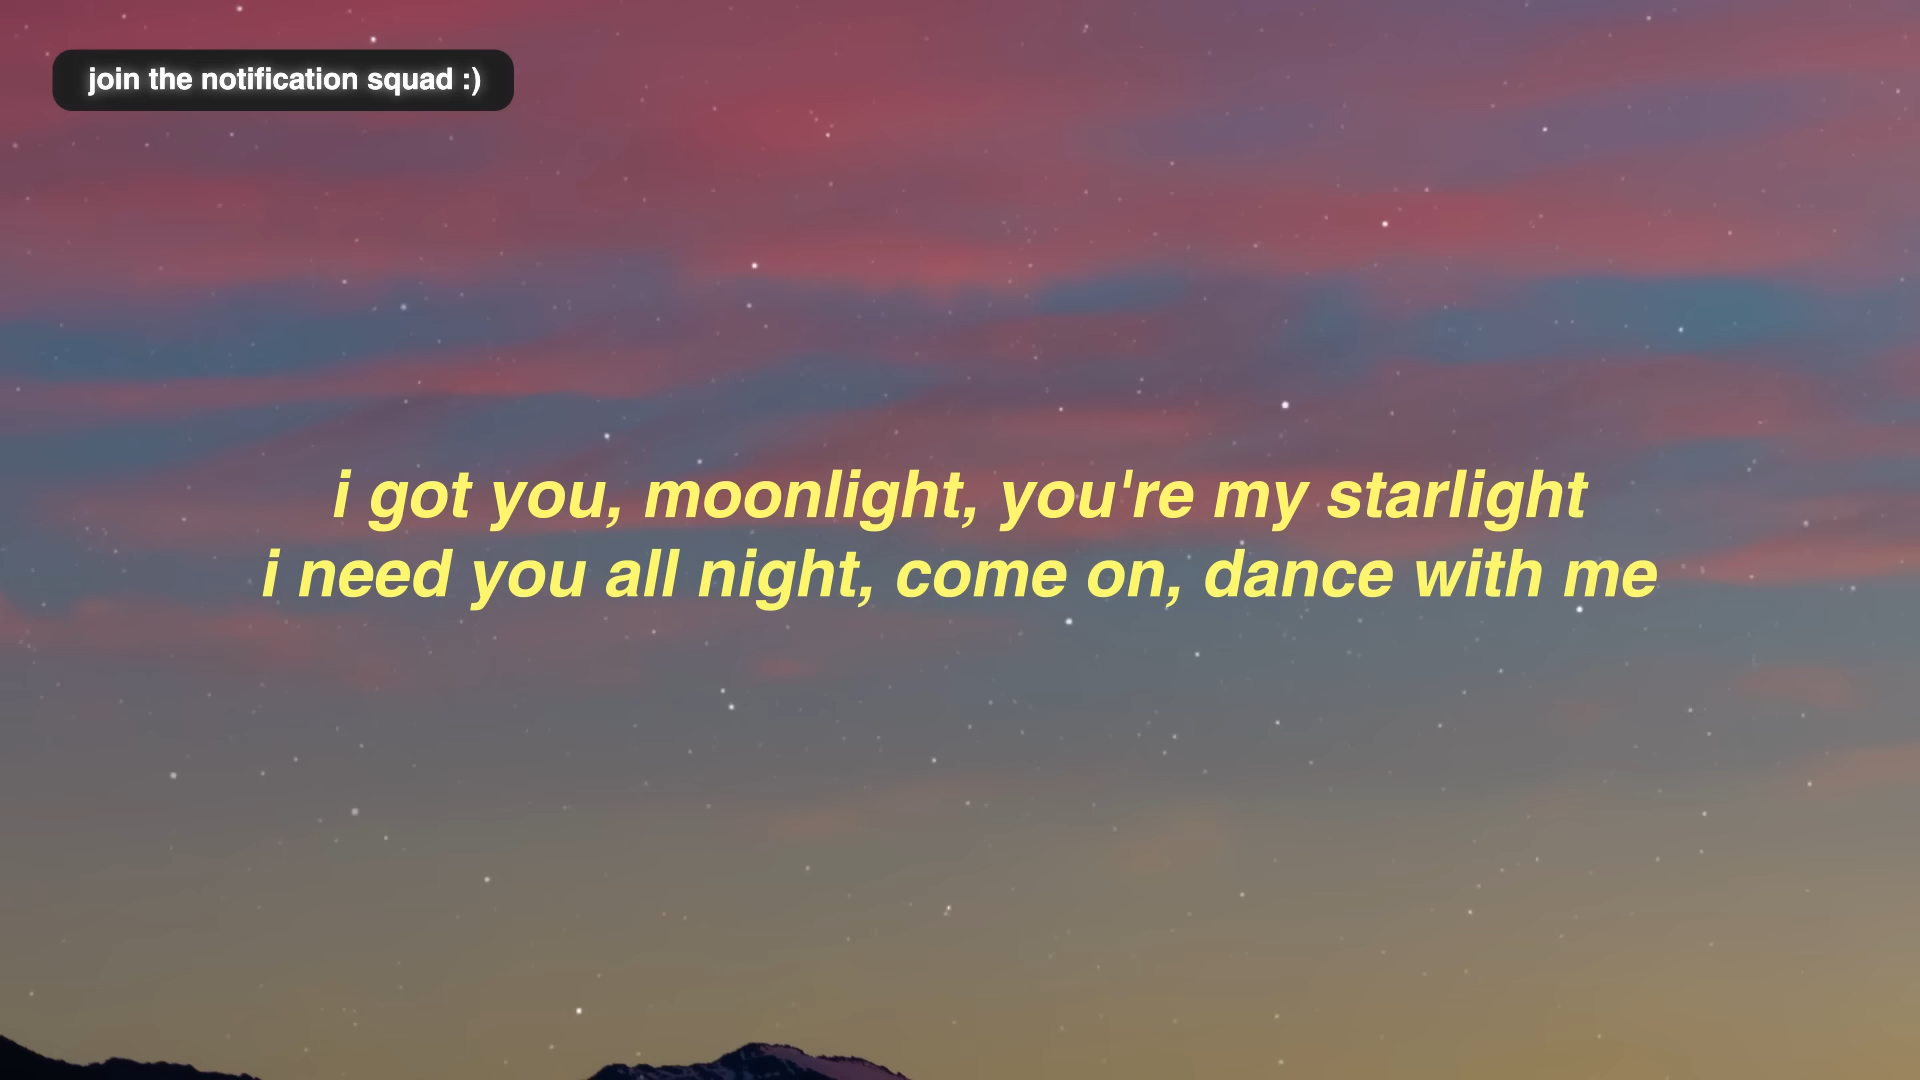 join the notification squad :)
i got you, moonlight, you're my starlight
i need you all night, come on, dance with me